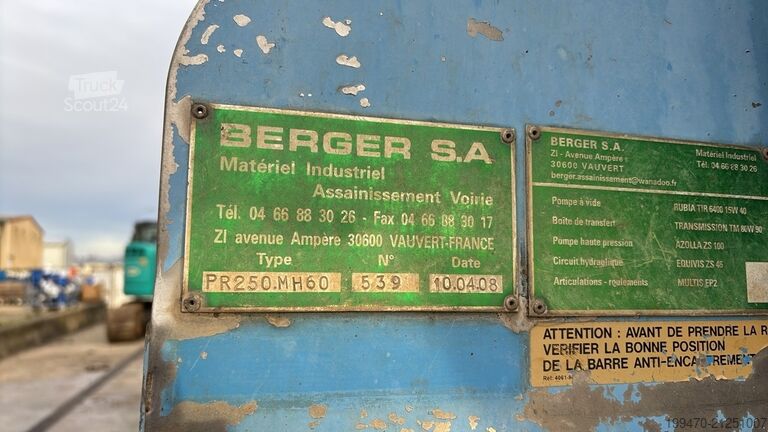 Truck
Scout24
BERGER S.A
Matériel Industriel
Assainissement Voirie
Tél. 04 66 88 30 26 - Fax 04 66 88 30 17
ZI avenue Ampère 30600 VAUVERT-FRANCE
Type N° Date
PR250.MH60 539 10.04.08
BERGER S.A.
Matériel Industriel
ZI - Avenue Ampère
Tél. 04 66 88 30 26
30600 VAUVERT
berger.assainissement@wanadoo.fr
Pompe à vide RUBIA TIR 6400 15W 40
Boite de transfert TRANSMISSION TM 80W 90
Pompe haute pression AZOLLA ZS 100
Circuit hydraulique EQUIVIS ZS 46
Articulations - roulements MULTIS EP2
ATTENTION : AVANT DE PRENDRE LA R
VERIFIER LA BONNE POSITION
DE LA BARRE ANTI-ENCASTREMENT
199470-21251007